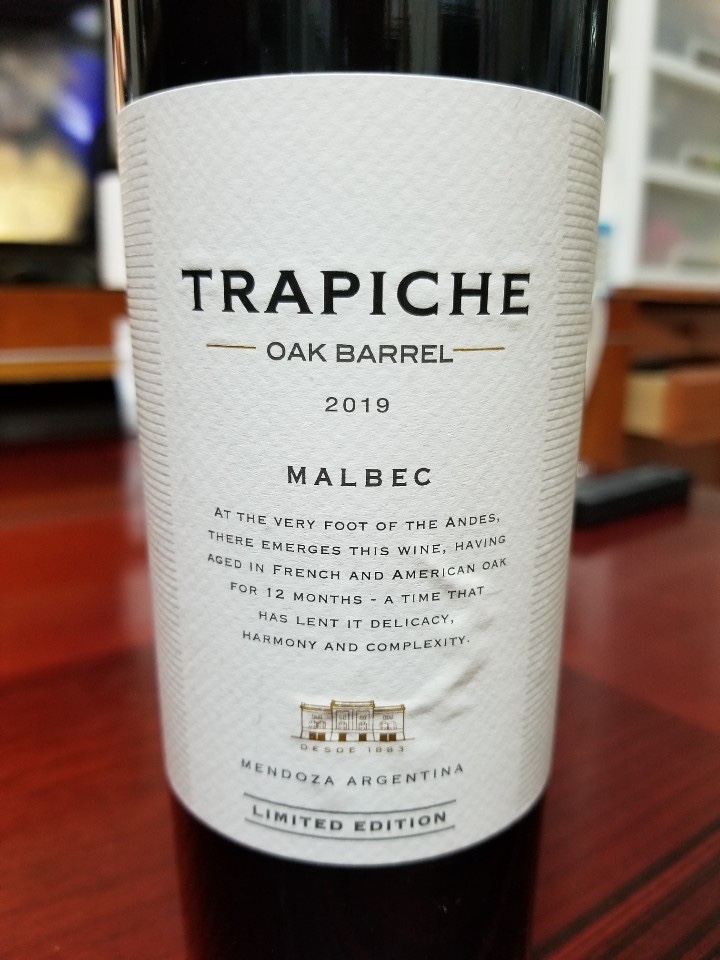 TRAPICHE
OAK BARREL
2019
MALBEC
AT THE VERY FOOT OF THE ANDES,
THERE EMERGES THIS WINE, HAVING
AGED IN FRENCH AND AMERICAN OAK
FOR 12 MONTHS - A TIME THAT
HAS LENT IT DELICACY,
HARMONY AND COMPLEXITY.
DESDE 1883
MENDOZA ARGENTINA
LIMITED EDITION